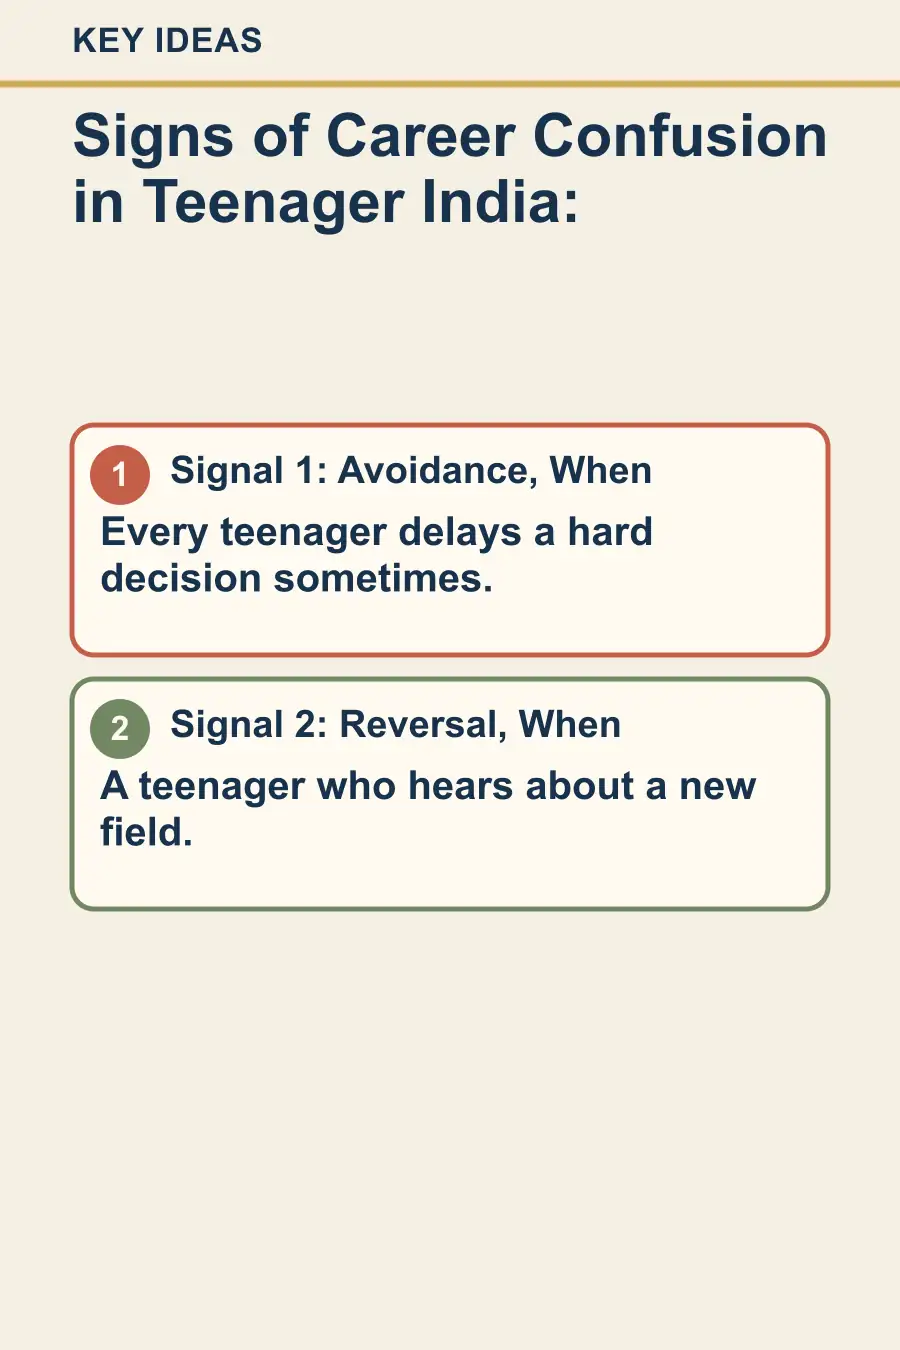 KEY IDEAS
Signs of Career Confusion
in Teenager India:
1 Signal 1: Avoidance, When
Every teenager delays a hard
decision sometimes.
2 Signal 2: Reversal, When
A teenager who hears about a new
field.